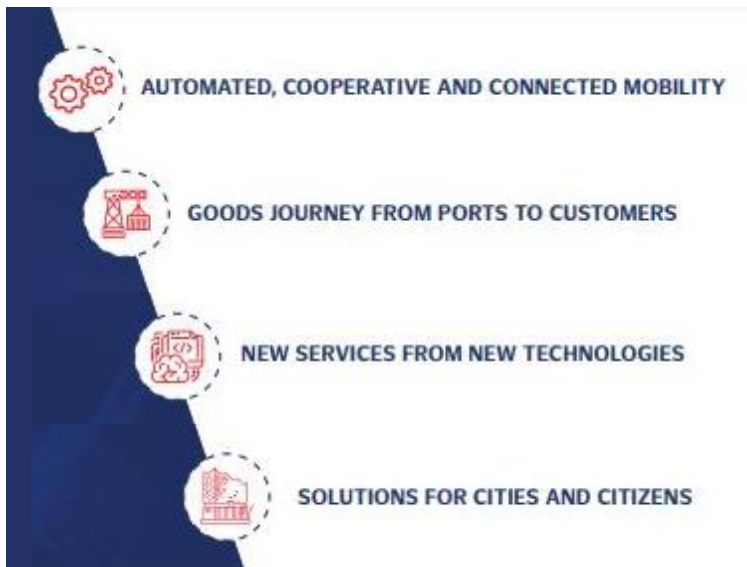 AUTOMATED, COOPERATIVE AND CONNECTED MOBILITY
GOODS JOURNEY FROM PORTS TO CUSTOMERS
NEW SERVICES FROM NEW TECHNOLOGIES
SOLUTIONS FOR CITIES AND CITIZENS